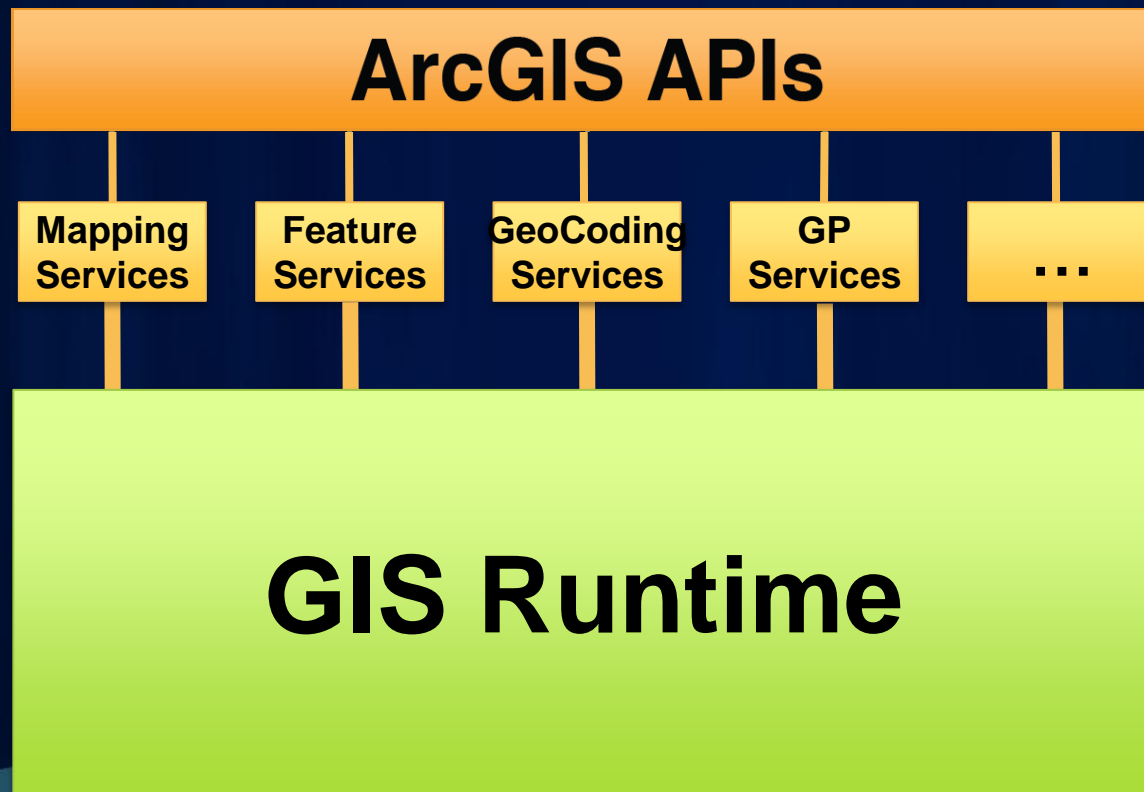 ArcGIS APIs
Mapping
Services
Feature
Services
GeoCoding
Services
GP
Services
...
GIS Runtime